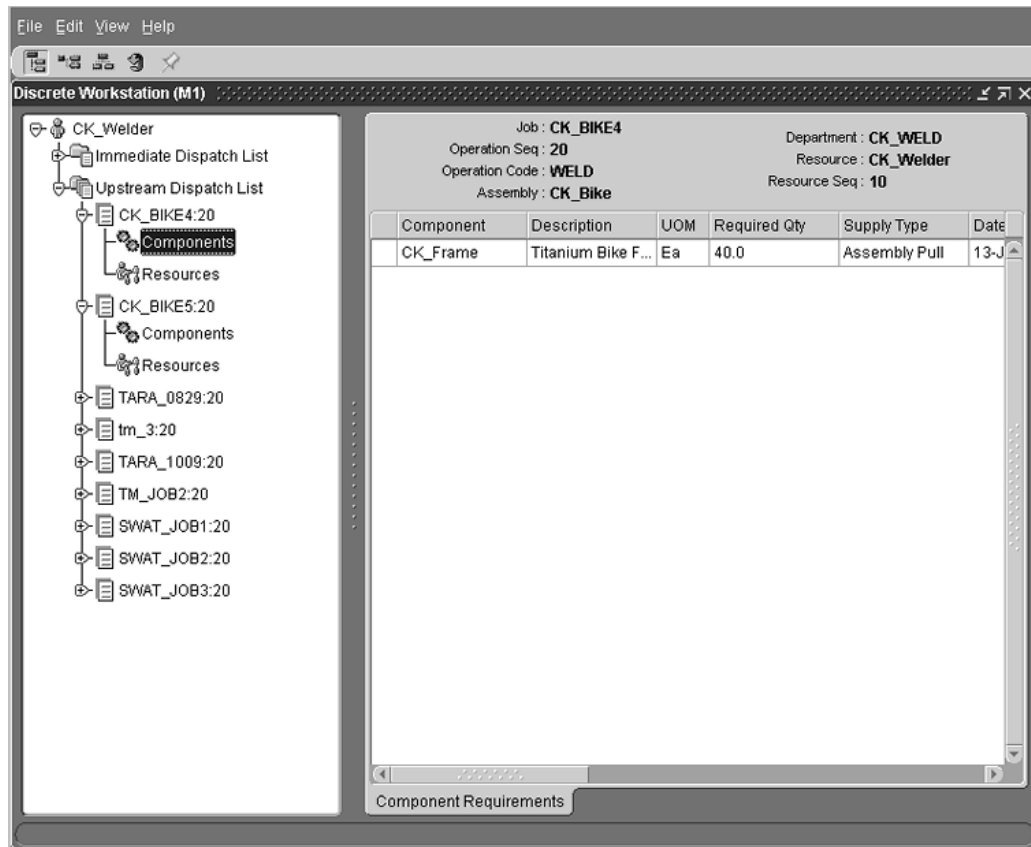 File Edit View Help
Discrete Workstation (M1)
CK_Welder
Immediate Dispatch List
Upstream Dispatch List
CK_BIKE4:20
Components
Resources
CK_BIKE5:20
Components
Resources
TARA_0829:20
tm_3:20
TARA_1009:20
TM_JOB2:20
SWAT_JOB1:20
SWAT_JOB2:20
SWAT_JOB3:20
Job : CK_BIKE4
Operation Seq : 20
Operation Code : WELD
Assembly : CK_Bike
Department : CK_WELD
Resource : CK_Welder
Resource Seq : 10
Component Description UOM Required Qty Supply Type Date
CK_Frame Titanium Bike F... Ea 40.0 Assembly Pull 13-J
Component Requirements